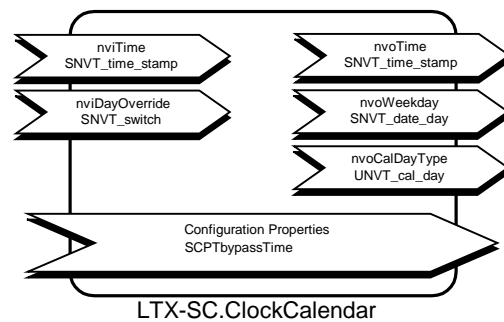 nviTime
SNVT_time_stamp
nvoTime
SNVT_time_stamp
nviDayOverride
SNVT_switch
nvoWeekday
SNVT_date_day
nvoCalDayType
UNVT_cal_day
Configuration Properties
SCPTbypassTime
LTX-SC.ClockCalendar